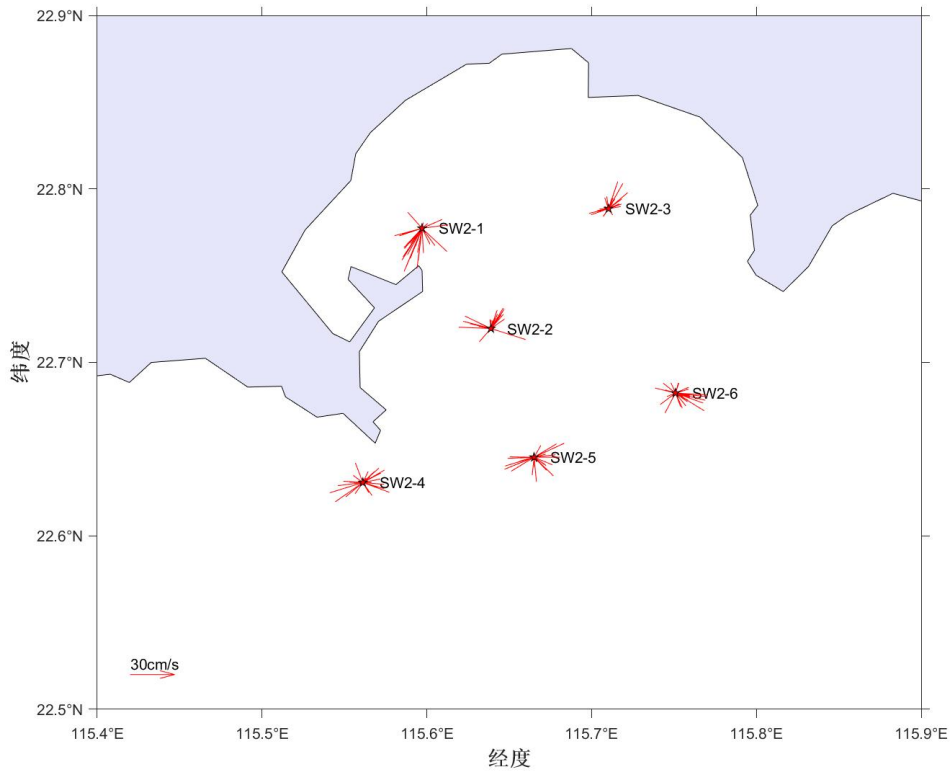 22.9°N
22.8°N
SW2-3
SW2-1
SW2-2
22.7°N
纬度
SW2-6
SW2-5
SW2-4
22.6°N
30cm/s
22.5°N
115.4°E 115.5°E 115.6°E 115.7°E 115.8°E 115.9°E
经度